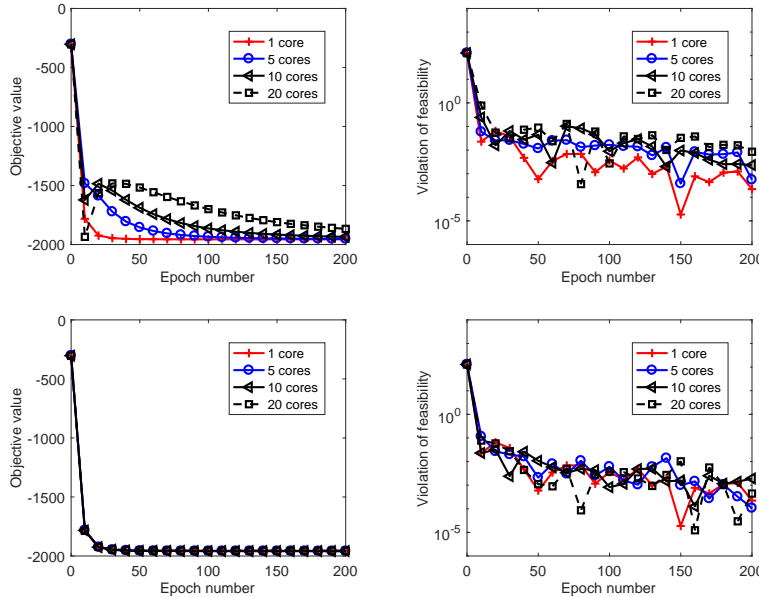 0
-500
-1000
-1500
-2000
0 50 100 150 200
Epoch number
Objective value
1 core
5 cores
10 cores
20 cores
10^0
10^-5
0 50 100 150 200
Epoch number
Violation of feasibility
1 core
5 cores
10 cores
20 cores
0
-500
-1000
-1500
-2000
0 50 100 150 200
Epoch number
Objective value
1 core
5 cores
10 cores
20 cores
10^0
10^-5
0 50 100 150 200
Epoch number
Violation of feasibility
1 core
5 cores
10 cores
20 cores